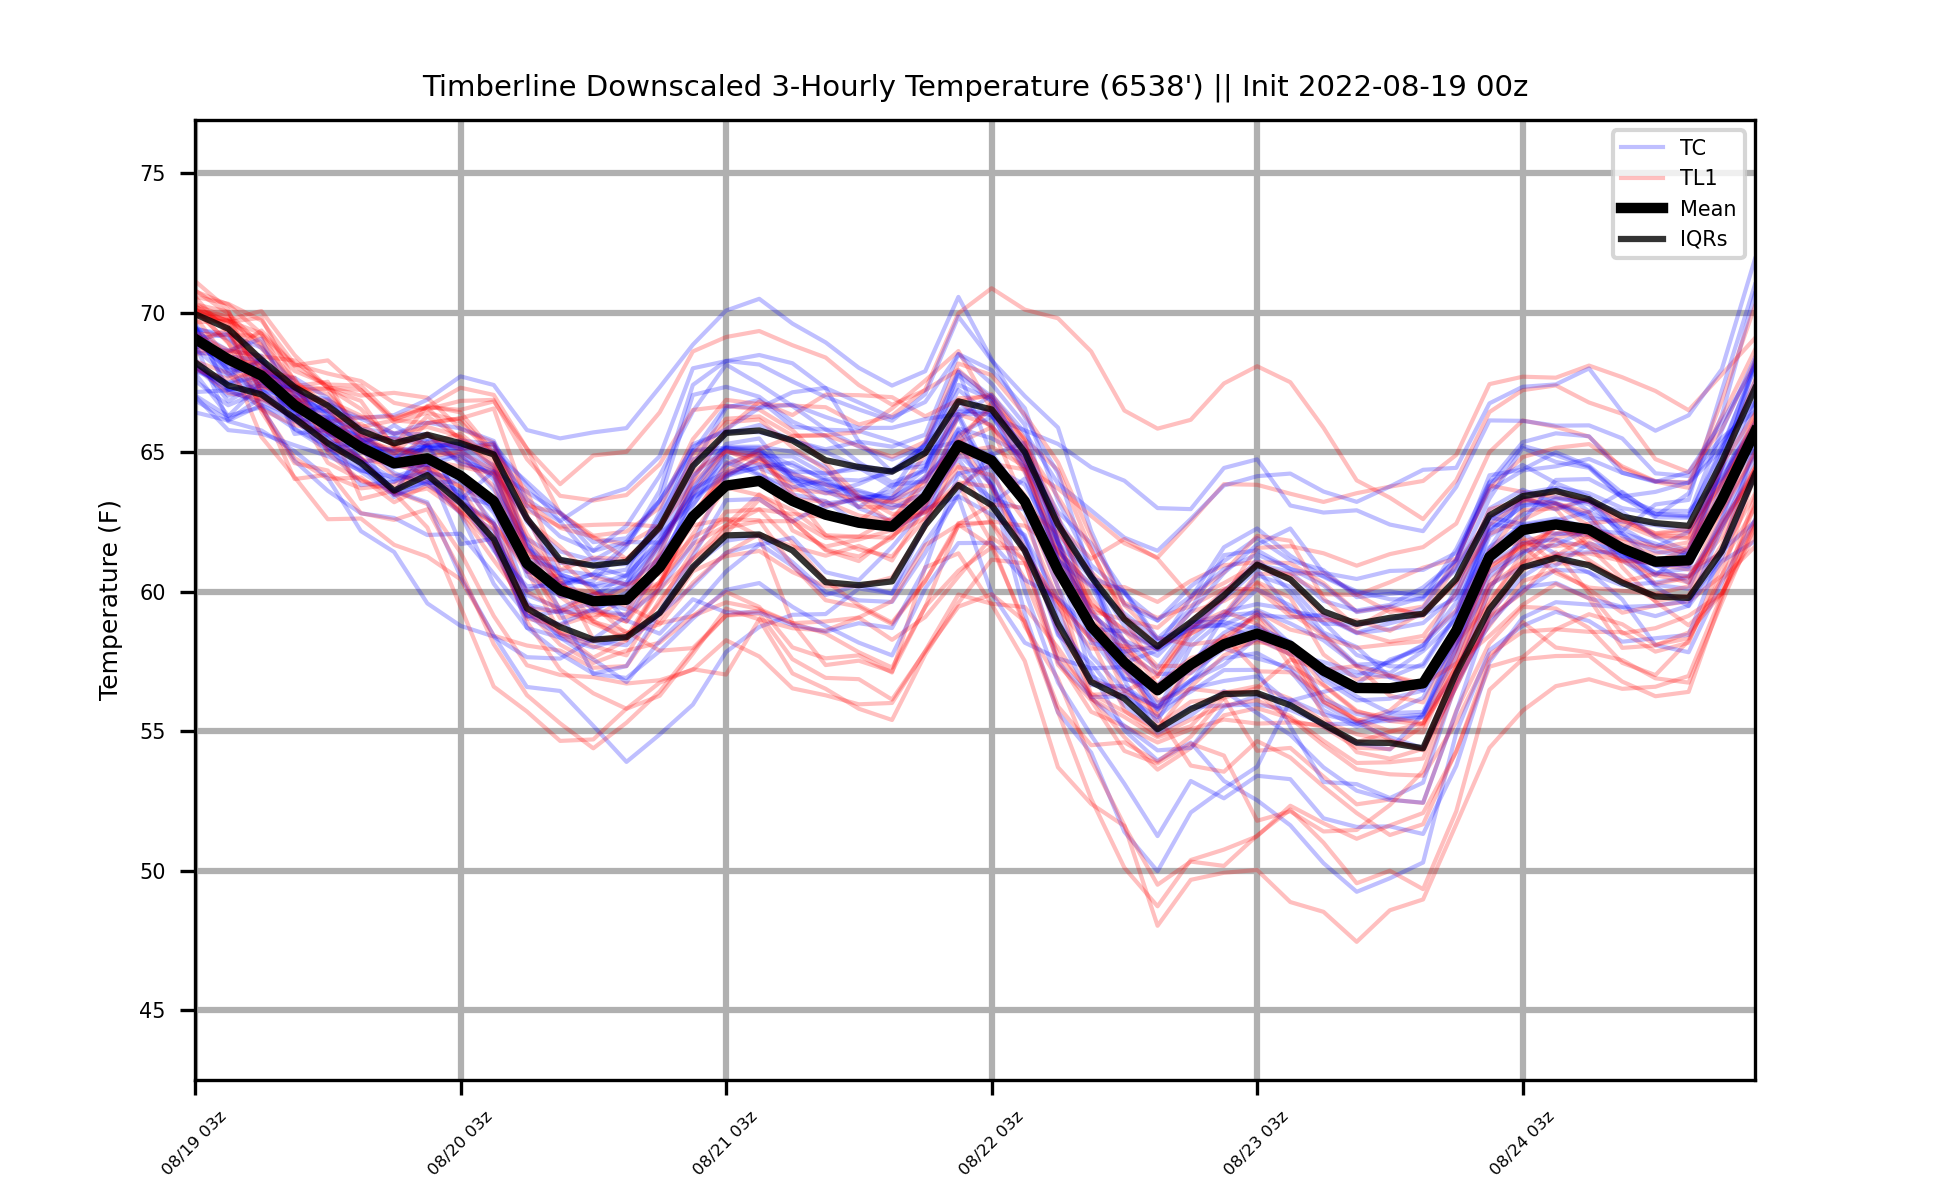 Timberline Downscaled 3-Hourly Temperature (6538') || Init 2022-08-19 00z
TC
TL1
Mean
IQRs
Temperature (F)
75
70
65
60
55
50
45
08/19 03z
08/20 03z
08/21 03z
08/22 03z
08/23 03z
08/24 03z